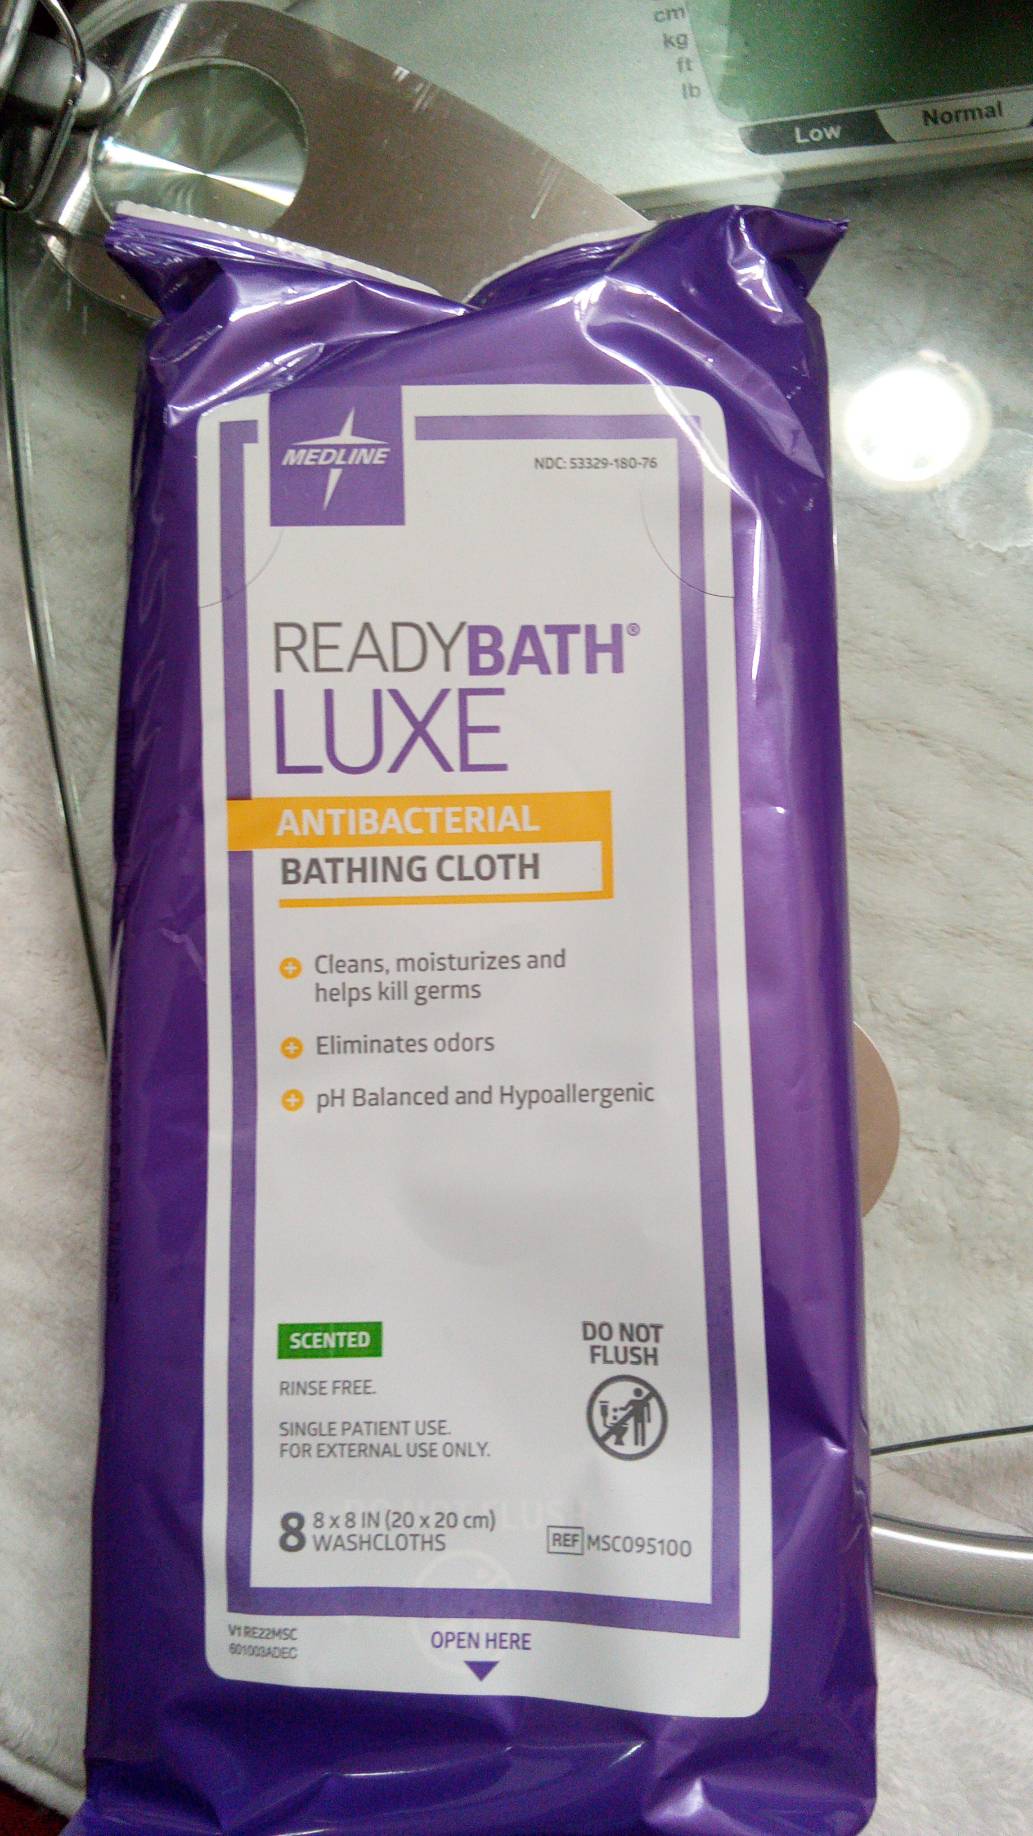 cm
kg
ft
lb
Low
Normal
MEDLINE
NDC: 53329-180-76
READYBATH®
LUXE
ANTIBACTERIAL
BATHING CLOTH
Cleans, moisturizes and
helps kill germs
Eliminates odors
pH Balanced and Hypoallergenic
SCENTED
DO NOT
FLUSH
RINSE FREE.
SINGLE PATIENT USE.
FOR EXTERNAL USE ONLY.
8 8 x 8 IN (20 x 20 cm)
WASHCLOTHS
REF MSC095100
V1 RE22MSC
601003ADEC
OPEN HERE